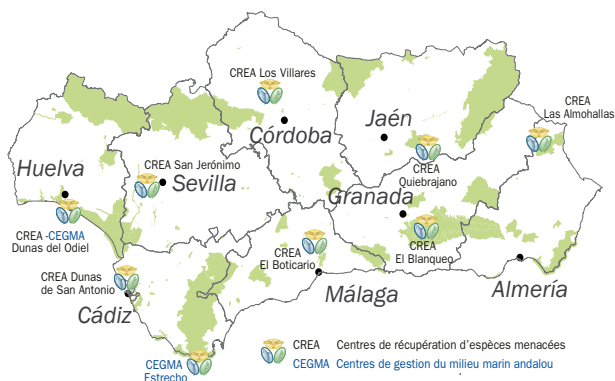 CREA Los Villares
Córdoba
Jaén
CREA
Las Almohallas
Huelva
CREA San Jerónimo
Sevilla
CREA
Quiebrajano
Granada
CREA -CEGMA
Dunas del Odiel
CREA
El Boticario
CREA
El Blanqueo
CREA Dunas
de San Antonio
Cádiz
Málaga
Almería
CEGMA
Estrecho
CREA Centres de récupération d'espèces menacées
CEGMA Centres de gestion du milieu marin andalou